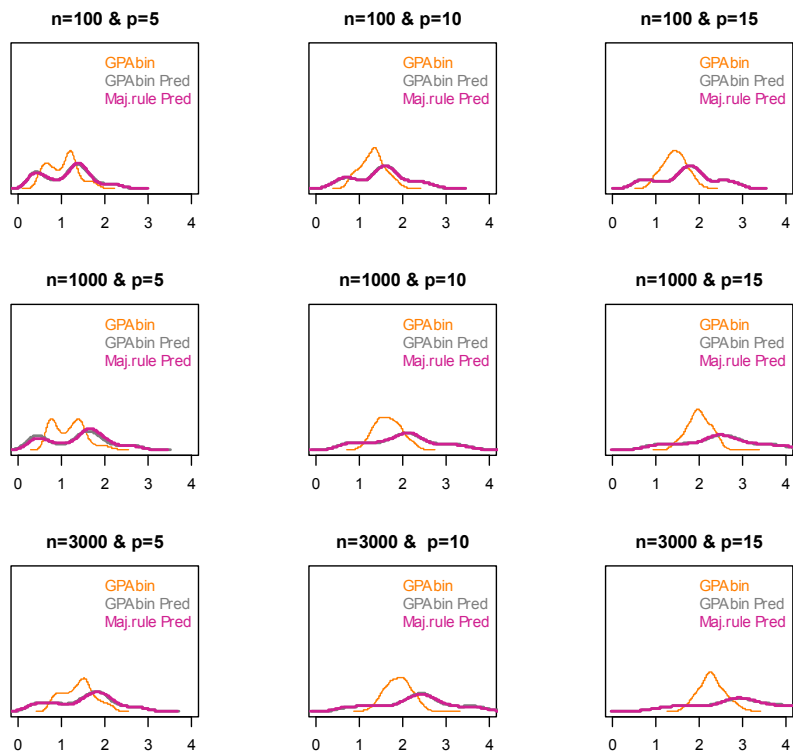 n=100 & p=5
n=100 & p=10
n=100 & p=15
GPAbin
GPAbin Pred
Maj.rule Pred
GPAbin
GPAbin Pred
Maj.rule Pred
GPAbin
GPAbin Pred
Maj.rule Pred
0 1 2 3 4
0 1 2 3 4
0 1 2 3 4
n=1000 & p=5
n=1000 & p=10
n=1000 & p=15
GPAbin
GPAbin Pred
Maj.rule Pred
GPAbin
GPAbin Pred
Maj.rule Pred
GPAbin
GPAbin Pred
Maj.rule Pred
0 1 2 3 4
0 1 2 3 4
0 1 2 3 4
n=3000 & p=5
n=3000 &  p=10
n=3000 & p=15
GPAbin
GPAbin Pred
Maj.rule Pred
GPAbin
GPAbin Pred
Maj.rule Pred
GPAbin
GPAbin Pred
Maj.rule Pred
0 1 2 3 4
0 1 2 3 4
0 1 2 3 4